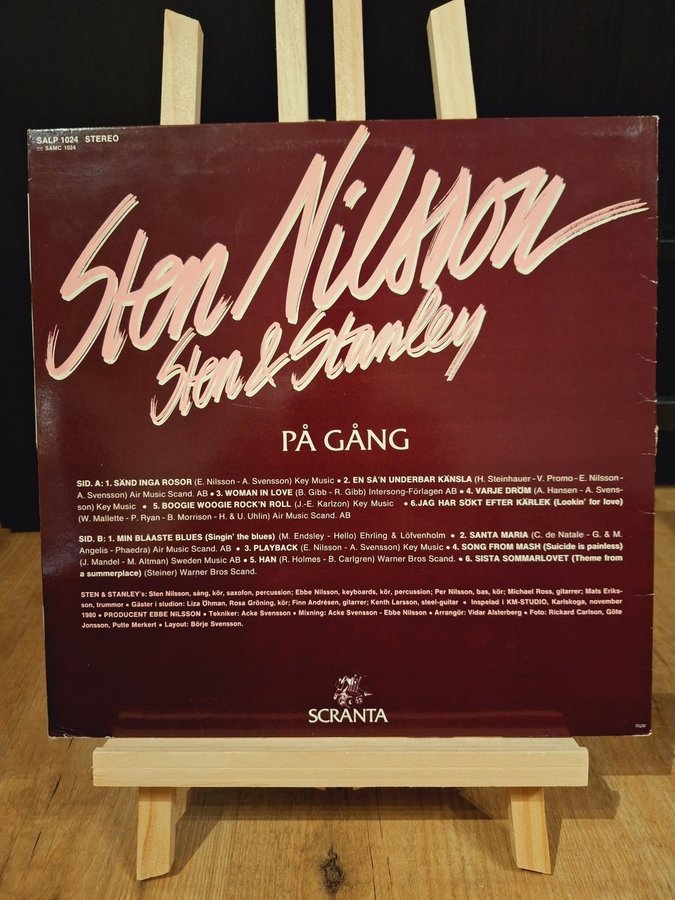 SALP 1024 STEREO
SAMC 1024
Sten Nilsson
Sten & Stanley
PÅ GÅNG
SID. A: 1. SÄND INGA ROSOR (E. Nilsson - A. Svensson) Key Music • 2. EN SÅ'N UNDERBAR KÄNSLA (H. Steinhauer - V. Promo - E. Nilsson -
A. Svensson) Air Music Scand. AB • 3. WOMAN IN LOVE (B. Gibb - R. Gibb) Intersong-Förlagen AB • 4. VARJE DRÖM (A. Hansen - A. Svens-
son) Key Music • 5. BOOGIE WOOGIE ROCK'N ROLL (J.-E. Karlzon) Key Music • 6.JAG HAR SÖKT EFTER KÄRLEK (Lookin' for love)
(W. Mallette - P. Ryan - B. Morrison - H. & U. Uhlin) Air Music Scand. AB
SID. B: 1. MIN BLÅASTE BLUES (Singin' the blues) (M. Endsley - Hello) Ehrling & Löfvenholm • 2. SANTA MARIA (C. de Natale - G. & M.
Angelis - Phaedra) Air Music Scand. AB • 3. PLAYBACK (E. Nilsson - A. Svensson) Key Music • 4. SONG FROM MASH (Suicide is painless)
(J. Mandel - M. Altman) Sweden Music AB • 5. HAN (R. Holmes - B. Carlgren) Warner Bros Scand. • 6. SISTA SOMMARLOVET (Theme from
a summerplace) (Steiner) Warner Bros Scand.
STEN & STANLEY's: Sten Nilsson, sång, kör, saxofon, percussion; Ebbe Nilsson, keyboards, kör, percussion; Per Nilsson, bas, kör; Michael Ross, gitarrer; Mats Eriks-
son, trummor • Gäster i studion: Liza Öhman, Rosa Gröning, kör; Finn Andrésen, gitarrer; Kenth Larsson, steel-guitar • Inspelad i KM-STUDIO, Karlskoga, november
1980 • PRODUCENT EBBE NILSSON • Tekniker: Acke Svensson • Mixning: Acke Svensson - Ebbe Nilsson • Arrangör: Vidar Alsterberg • Foto: Rickard Carlson, Göte
Jonsson, Putte Merkert • Layout: Börje Svensson.
SCRANTA